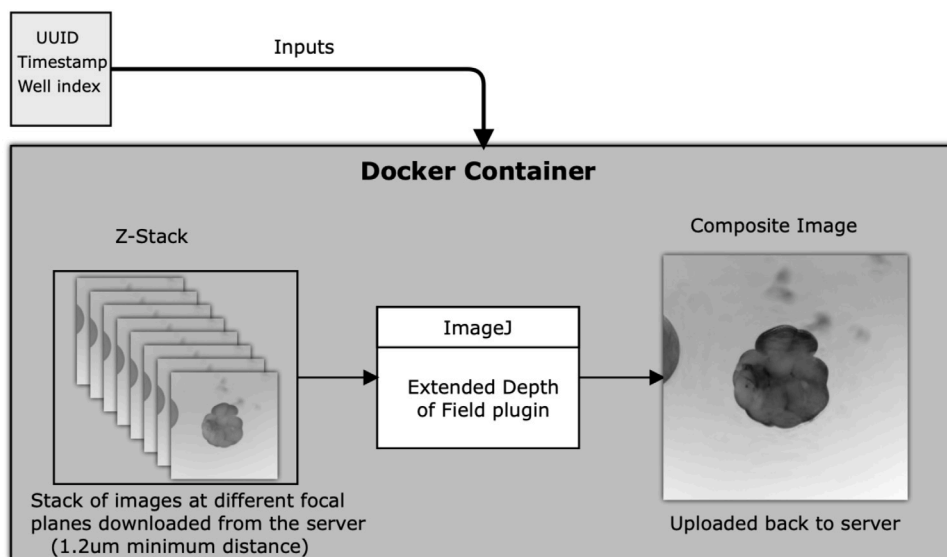 UUID
Timestamp
Well index
Inputs
Docker Container
Z-Stack
Composite Image
ImageJ
Extended Depth
of Field plugin
Stack of images at different focal
planes downloaded from the server
(1.2um minimum distance)
Uploaded back to server